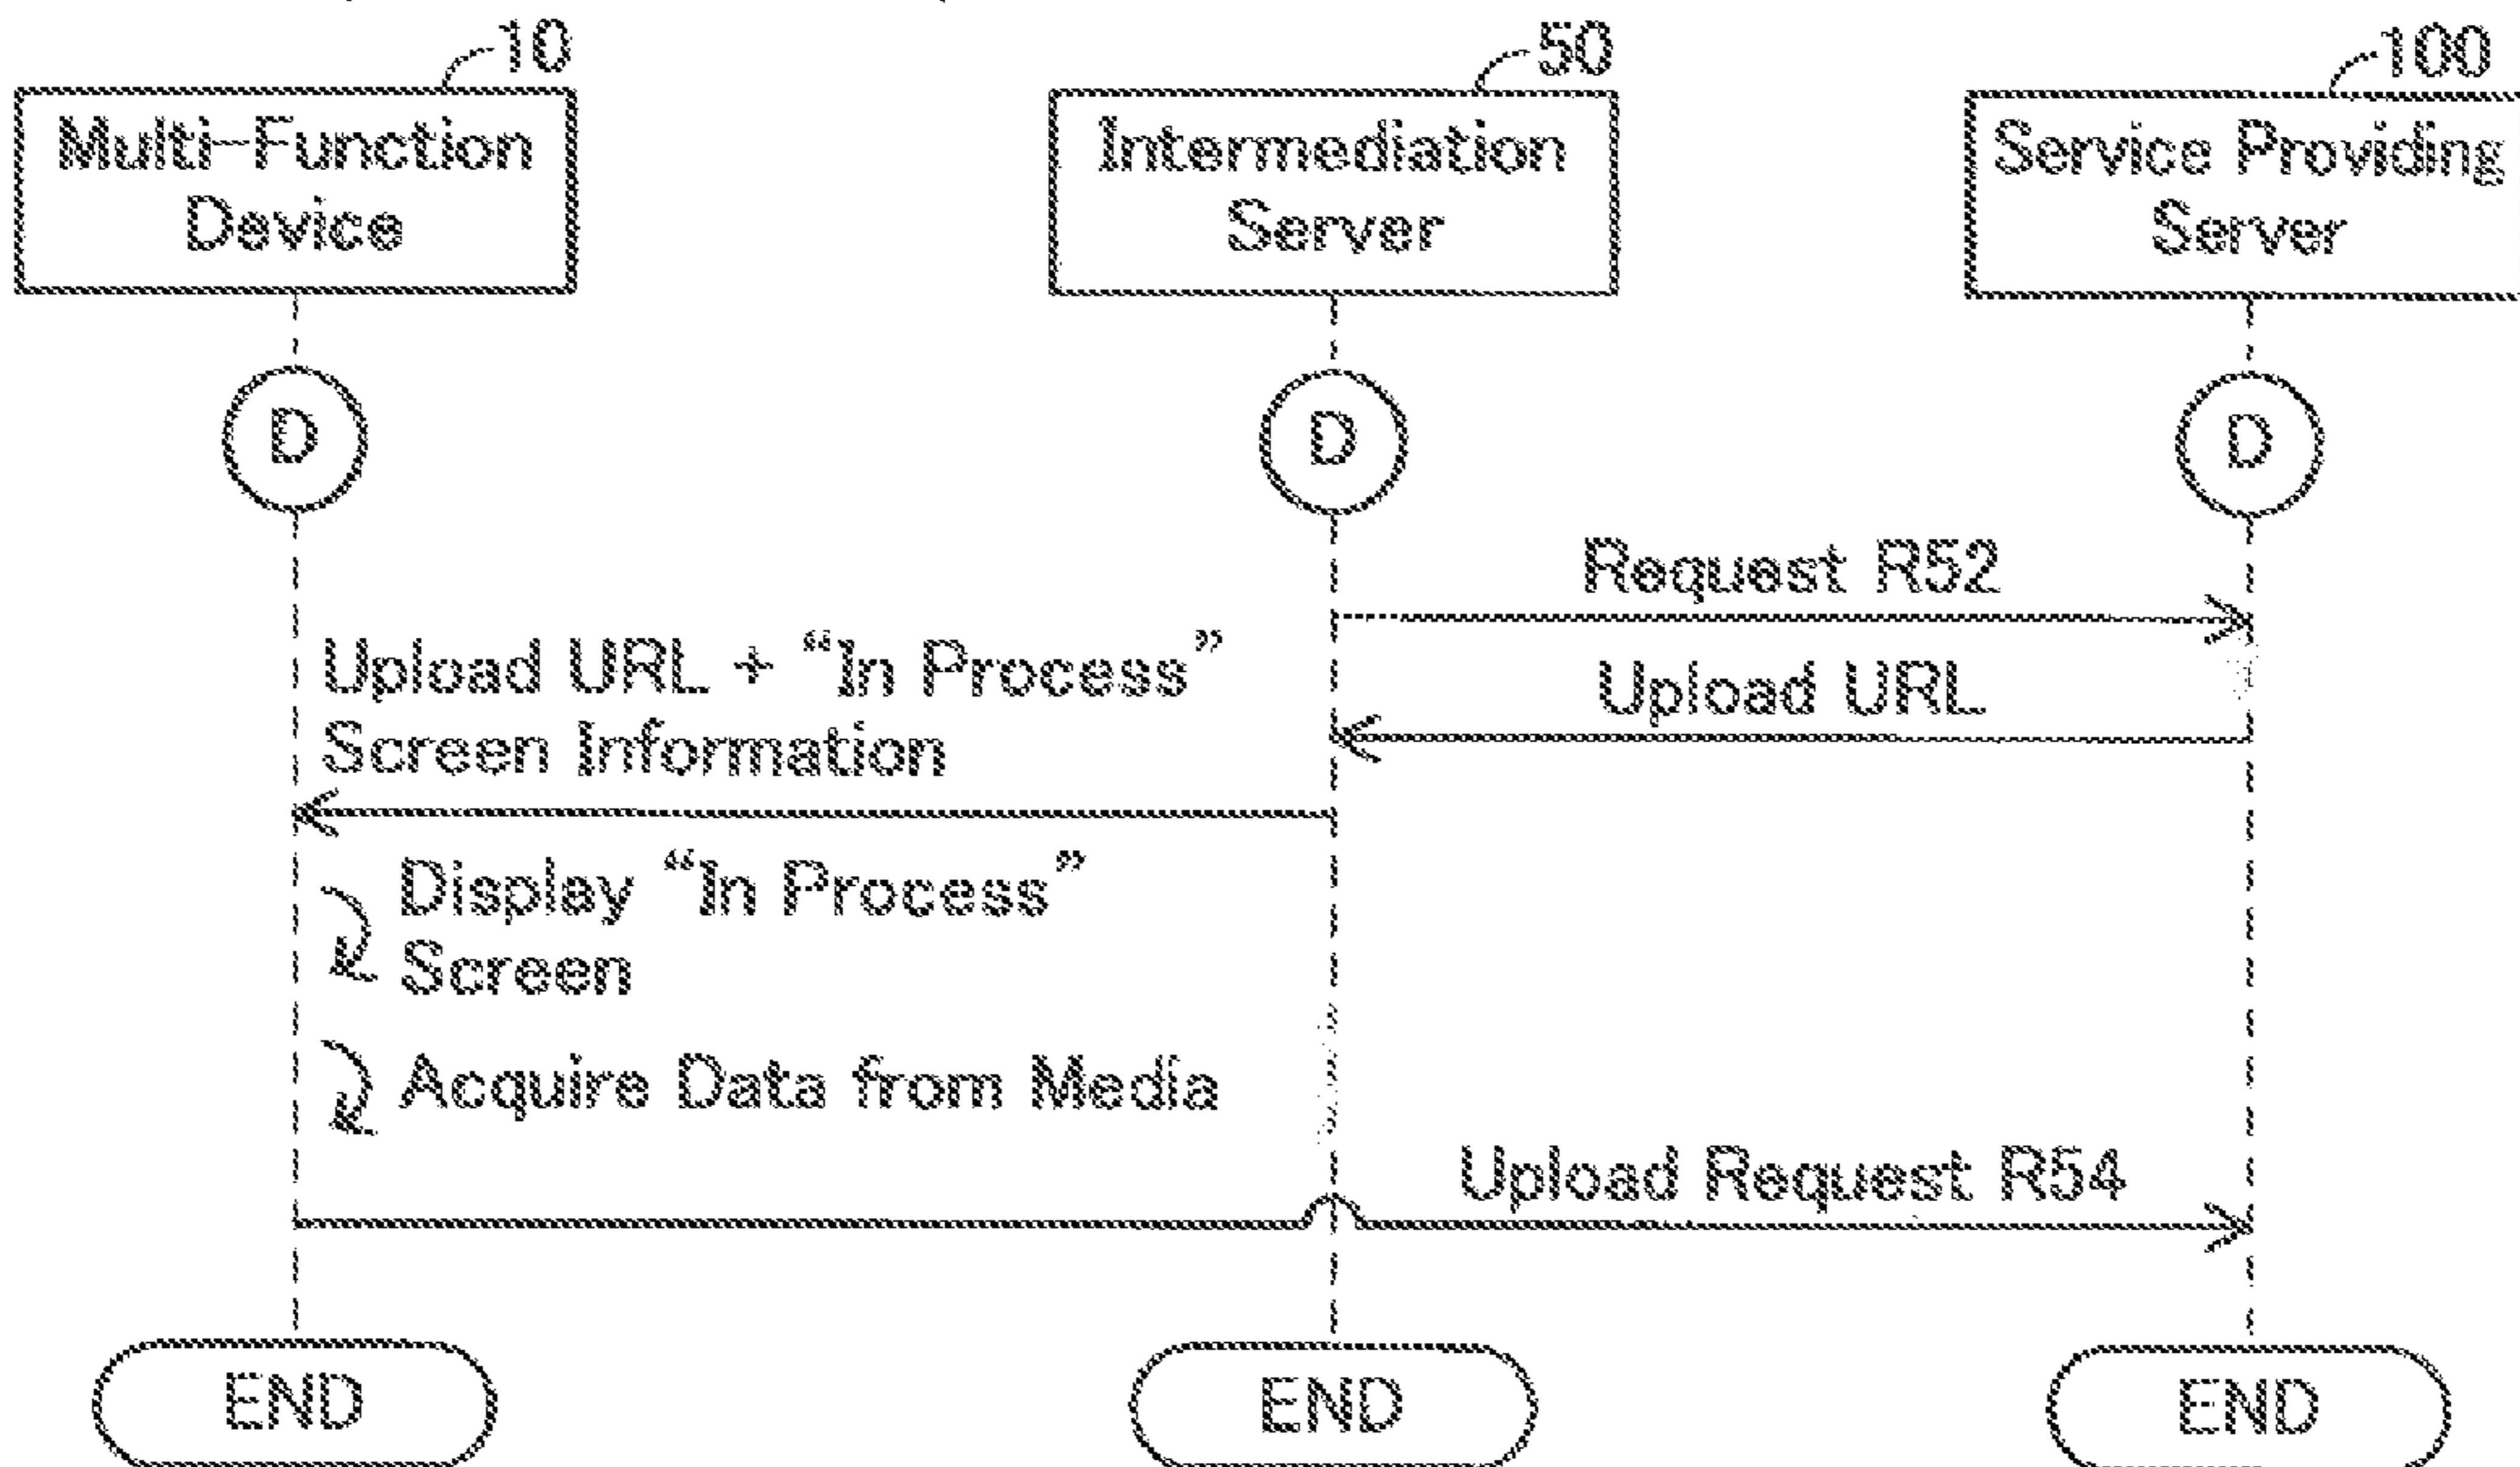 10
50
100
Multi-Function
Device
Intermediation
Server
Service Providing
Server
D
D
D
Request R52
Upload URL + “In Process”
Screen Information
Upload URL
Display “In Process”
Screen
Acquire Data from Media
Upload Request R54
END
END
END